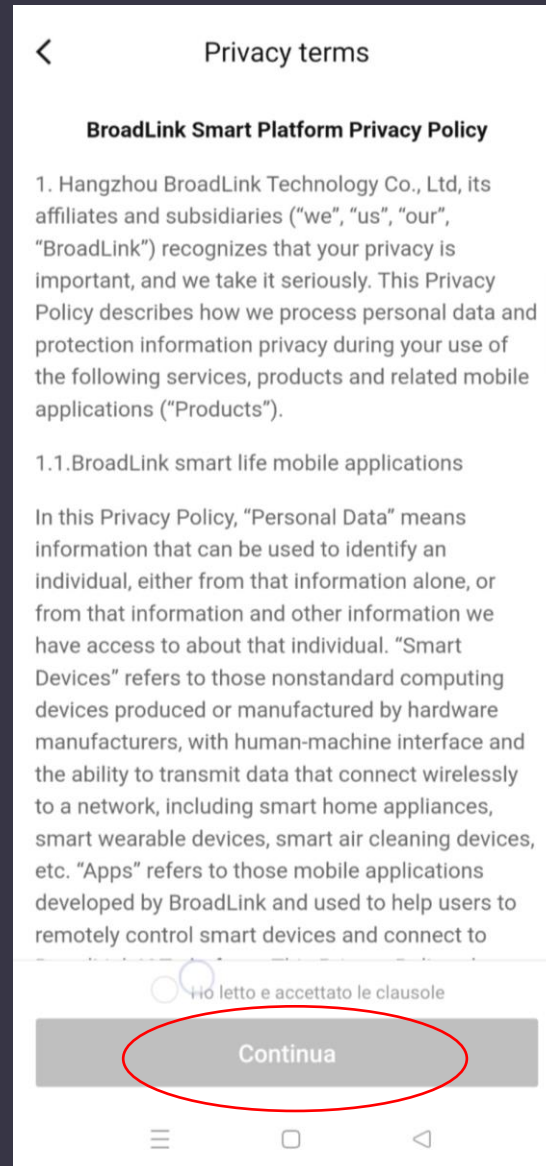 Privacy terms
BroadLink Smart Platform Privacy Policy
1. Hangzhou BroadLink Technology Co., Ltd, its
affiliates and subsidiaries (“we”, “us”, “our”,
“BroadLink”) recognizes that your privacy is
important, and we take it seriously. This Privacy
Policy describes how we process personal data and
protection information privacy during your use of
the following services, products and related mobile
applications (“Products”).
1.1.BroadLink smart life mobile applications
In this Privacy Policy, “Personal Data” means
information that can be used to identify an
individual, either from that information alone, or
from that information and other information we
have access to about that individual. “Smart
Devices” refers to those nonstandard computing
devices produced or manufactured by hardware
manufacturers, with human-machine interface and
the ability to transmit data that connect wirelessly
to a network, including smart home appliances,
smart wearable devices, smart air cleaning devices,
etc. “Apps” refers to those mobile applications
developed by BroadLink and used to help users to
remotely control smart devices and connect to
Ho letto e accettato le clausole
Continua